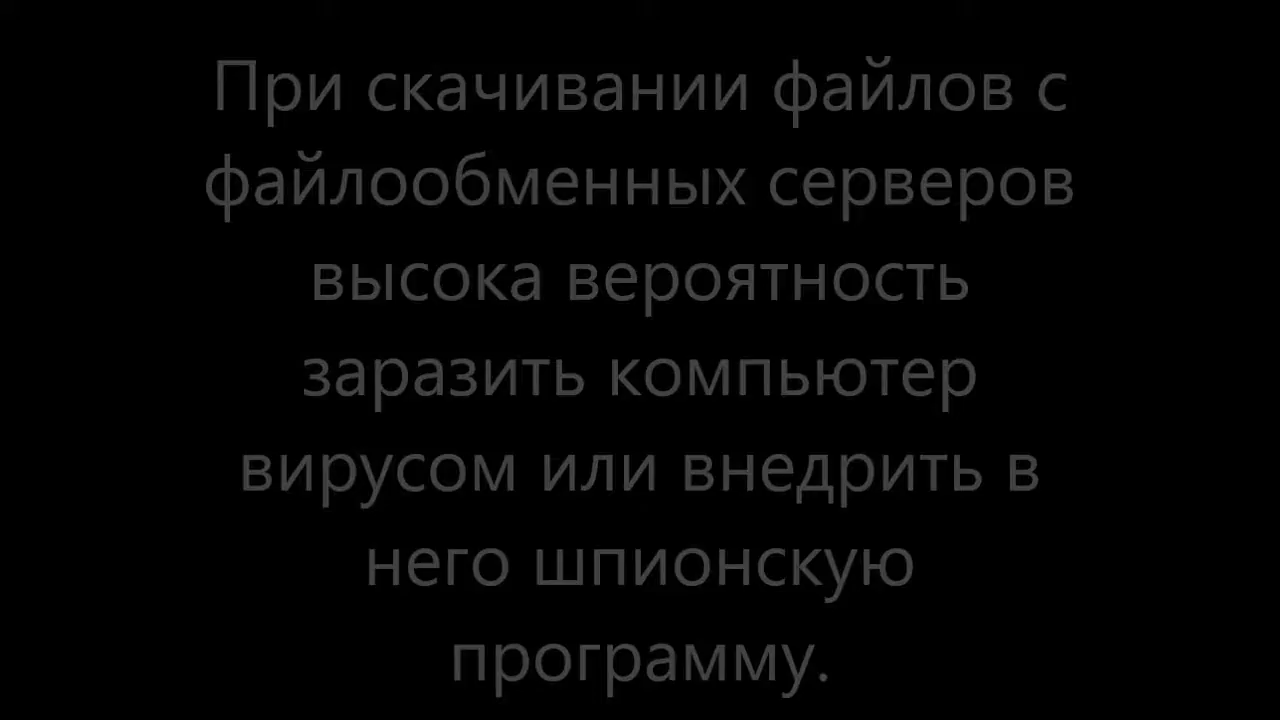 При скачивании файлов с
файлообменных серверов
высока вероятность
заразить компьютер
вирусом или внедрить в
него шпионскую
программу.